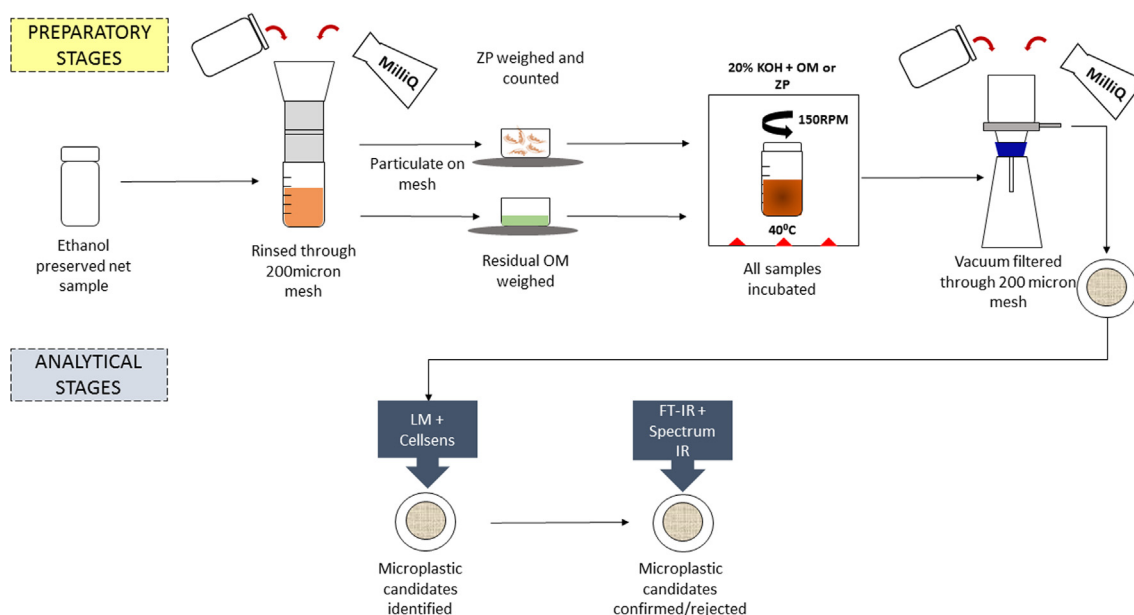 PREPARATORY
STAGES
MilliQ
ZP weighed and
counted
20% KOH + OM or
ZP
150RPM
40⁰C
MilliQ
Particulate on
mesh
Ethanol
preserved net
sample
Rinsed through
200micron
mesh
Residual OM
weighed
All samples
incubated
Vacuum filtered
through 200 micron
mesh
ANALYTICAL
STAGES
LM +
Cellsens
FT-IR +
Spectrum
IR
Microplastic
candidates
identified
Microplastic
candidates
confirmed/rejected